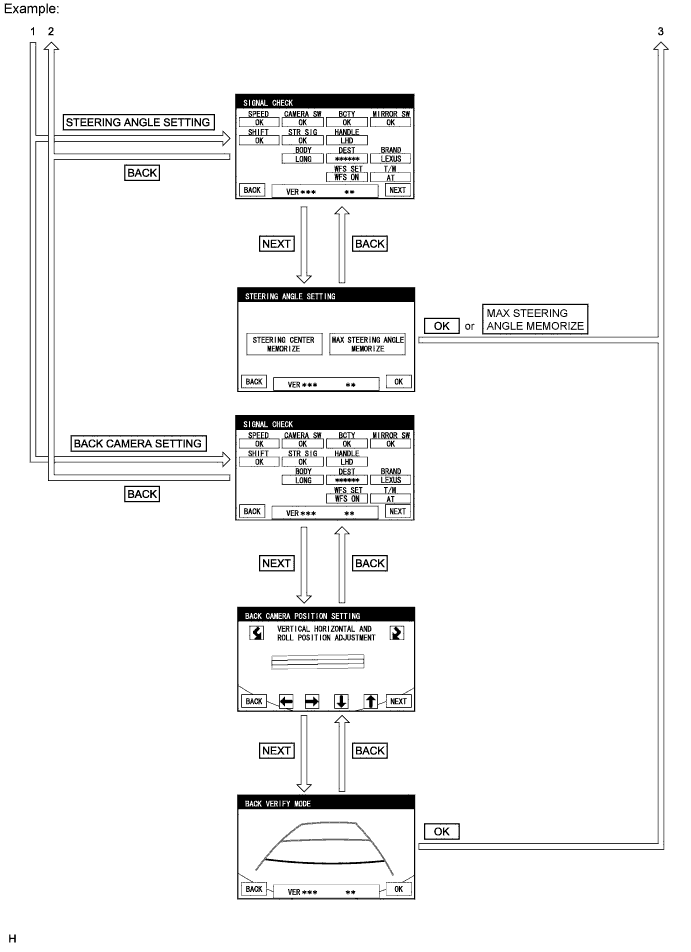 Example:
1 2 3
STEERING ANGLE SETTING
BACK
SIGNAL CHECK
SPEED CAMERA SW BCTY MIRROR SW
OK OK OK OK
SHIFT STR SIG HANDLE
OK OK LHD
BODY DEST BRAND
LONG ****** LEXUS
WFS SET T/M
WFS ON AT
BACK VER*** ** NEXT
NEXT BACK
STEERING ANGLE SETTING
STEERING CENTER MEMORIZE
MAX STEERING ANGLE MEMORIZE
BACK VER*** ** OK
OK or MAX STEERING
ANGLE MEMORIZE
BACK CAMERA SETTING
BACK
SIGNAL CHECK
SPEED CAMERA SW BCTY MIRROR SW
OK OK OK OK
SHIFT STR SIG HANDLE
OK OK LHD
BODY DEST BRAND
LONG ****** LEXUS
WFS SET T/M
WFS ON AT
BACK VER*** ** NEXT
NEXT BACK
BACK CAMERA POSITION SETTING
VERTICAL HORIZONTAL AND
ROLL POSITION ADJUSTMENT
BACK NEXT
NEXT BACK
BACK VERIFY MODE
BACK VER*** ** OK
OK
H